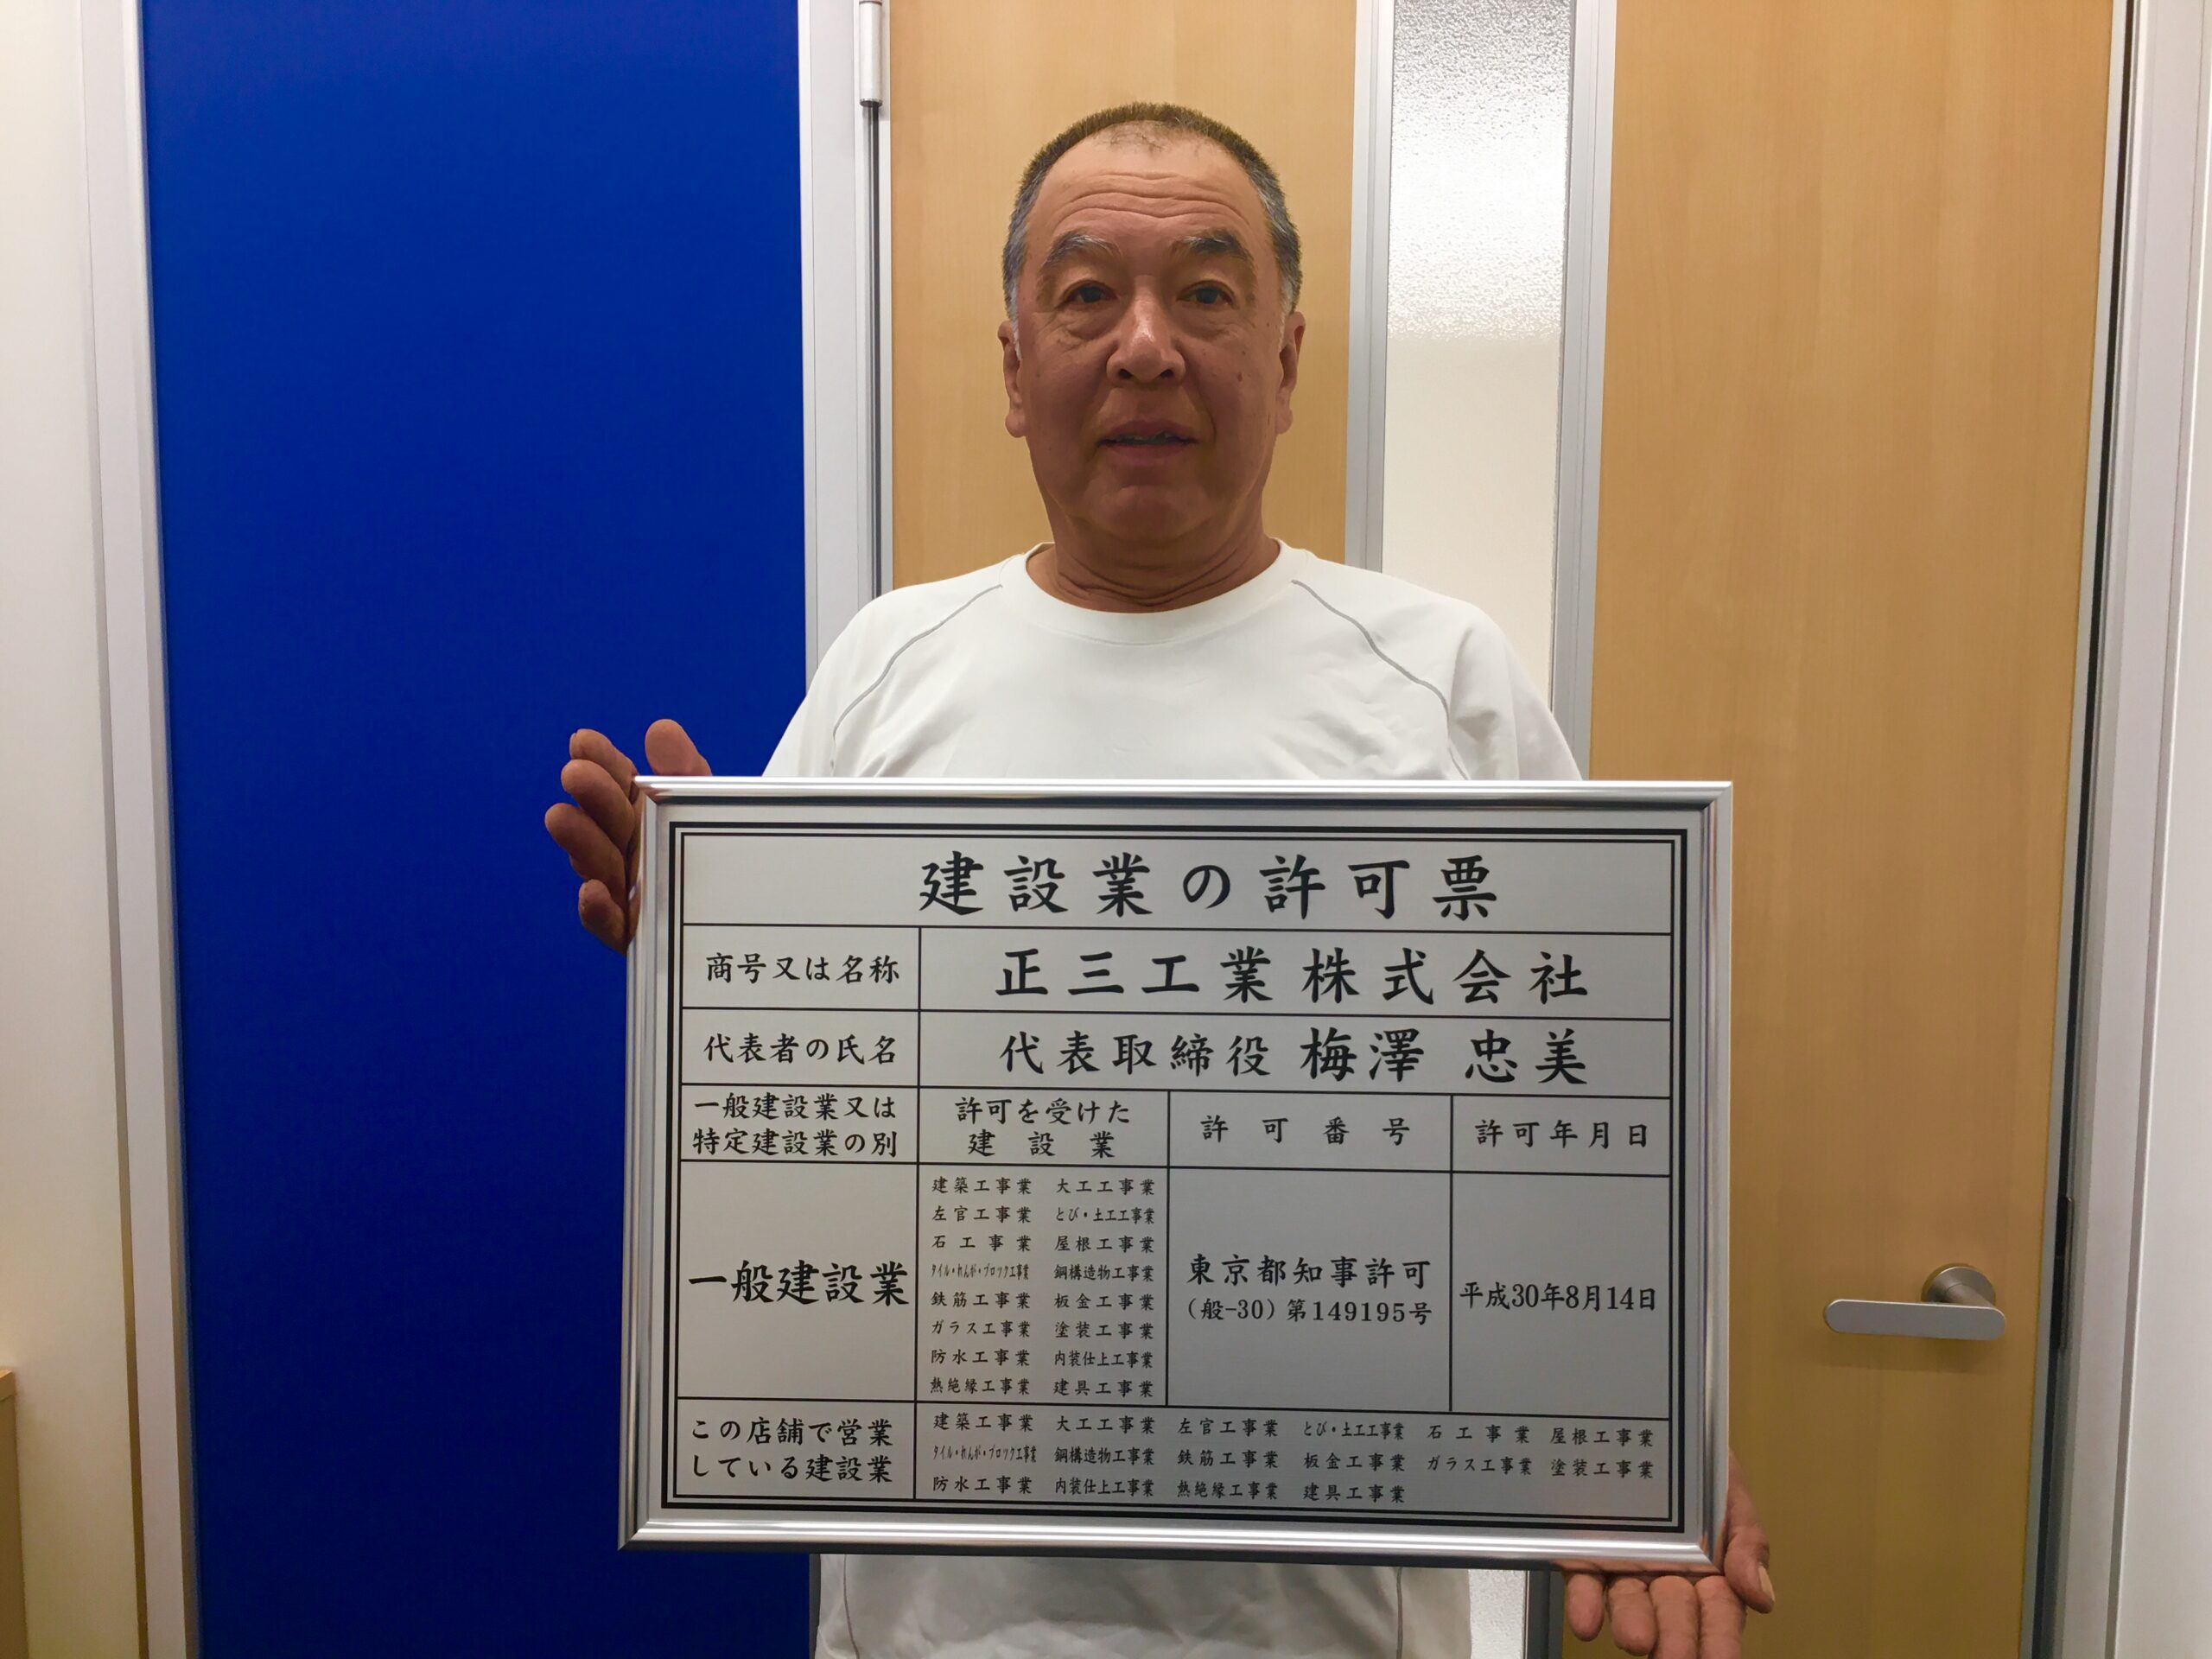 建設業の許可票
商号又は名称 正三工業株式会社
代表者の氏名 代表取締役 梅澤 忠美
一般建設業又は
特定建設業の別
許可を受けた
建設業
許可番号
許可年月日
一般建設業
建築工事業 大工工事業
左官工事業 とび・土工工事業
石工事業 屋根工事業
タイル・れんが・ブロック工事業 鋼構造物工事業
鉄筋工事業 板金工事業
ガラス工事業 塗装工事業
防水工事業 内装仕上工事業
熱絶縁工事業 建具工事業
東京都知事許可
(般-30)第149195号
平成30年8月14日
この店舗で営業
している建設業
建築工事業 大工工事業 左官工事業 とび・土工工事業 石工事業 屋根工事業
タイル・れんが・ブロック工事業 鋼構造物工事業 鉄筋工事業 板金工事業 ガラス工事業 塗装工事業
防水工事業 内装仕上工事業 熱絶縁工事業 建具工事業